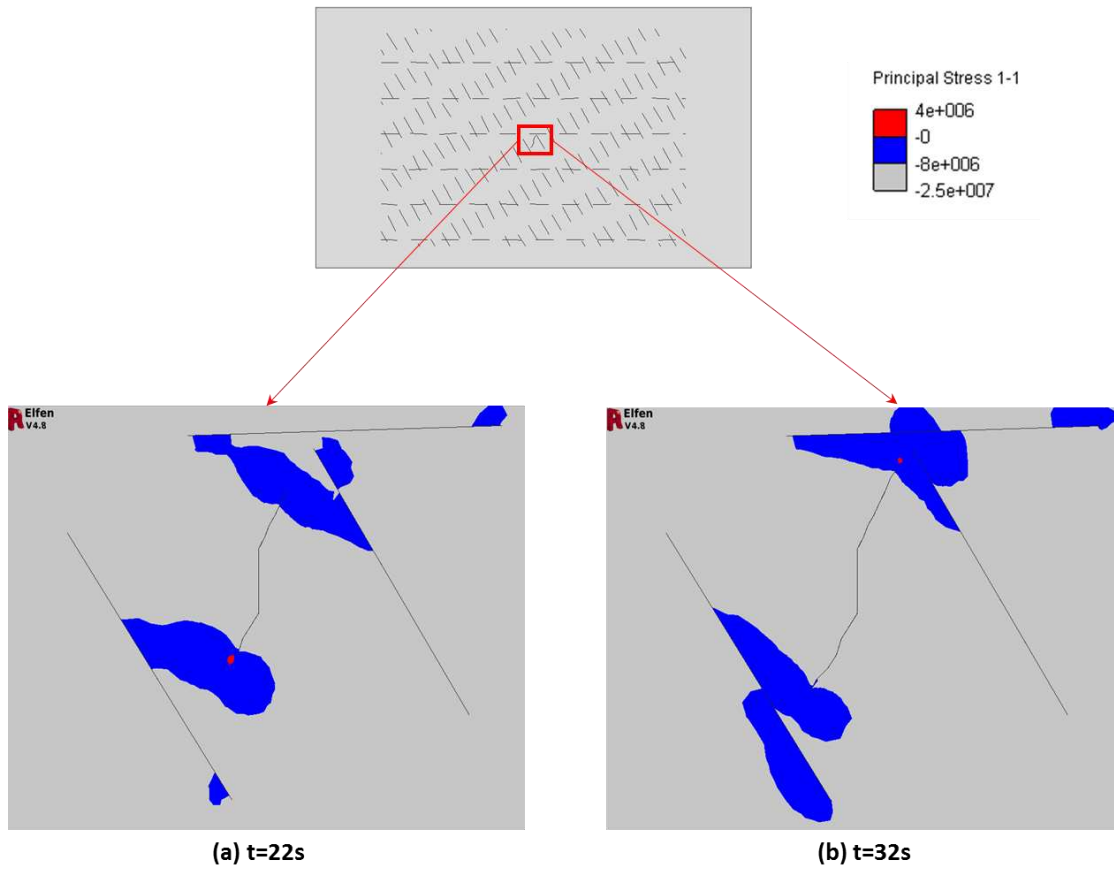 Principal Stress 1-1
4e+006
-0
-8e+006
-2.5e+007
Elfen
V4.8
Elfen
V4.8
(a) t=22s
(b) t=32s